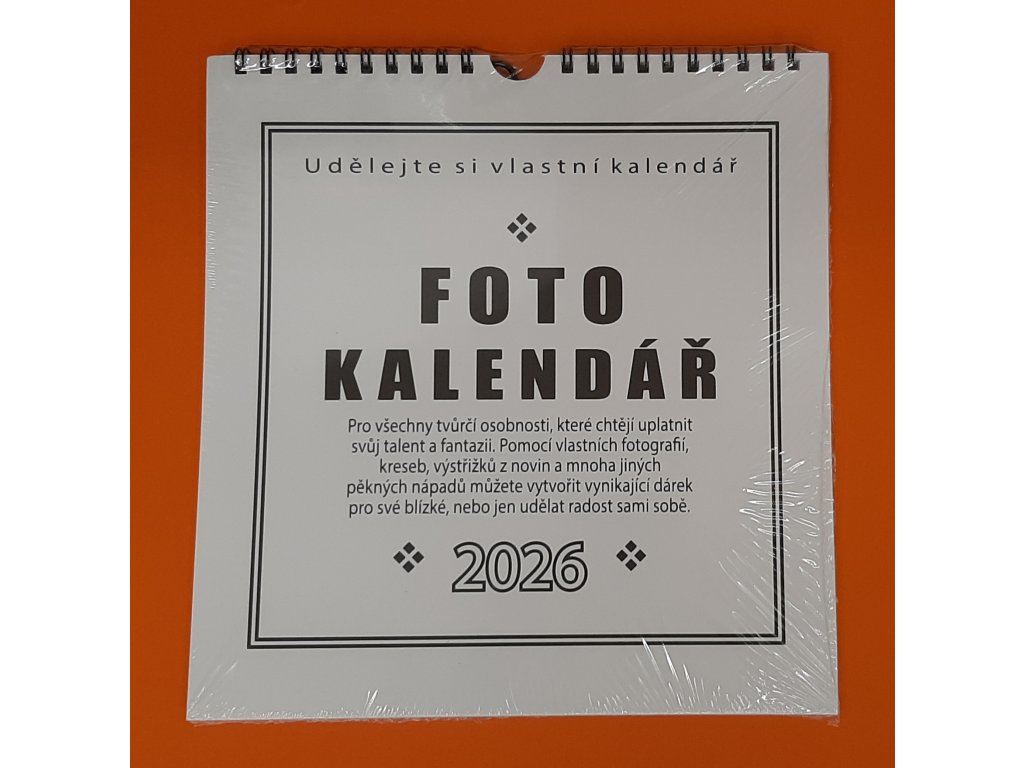 Udělejte si vlastní kalendář
FOTO
KALENDÁŘ
Pro všechny tvůrčí osobnosti, které chtějí uplatnit
svůj talent a fantazii. Pomocí vlastních fotografií,
kreseb, výstřižků z novin a mnoha jiných
pěkných nápadů můžete vytvořit vynikající dárek
pro své blízké, nebo jen udělat radost sami sobě.
2026